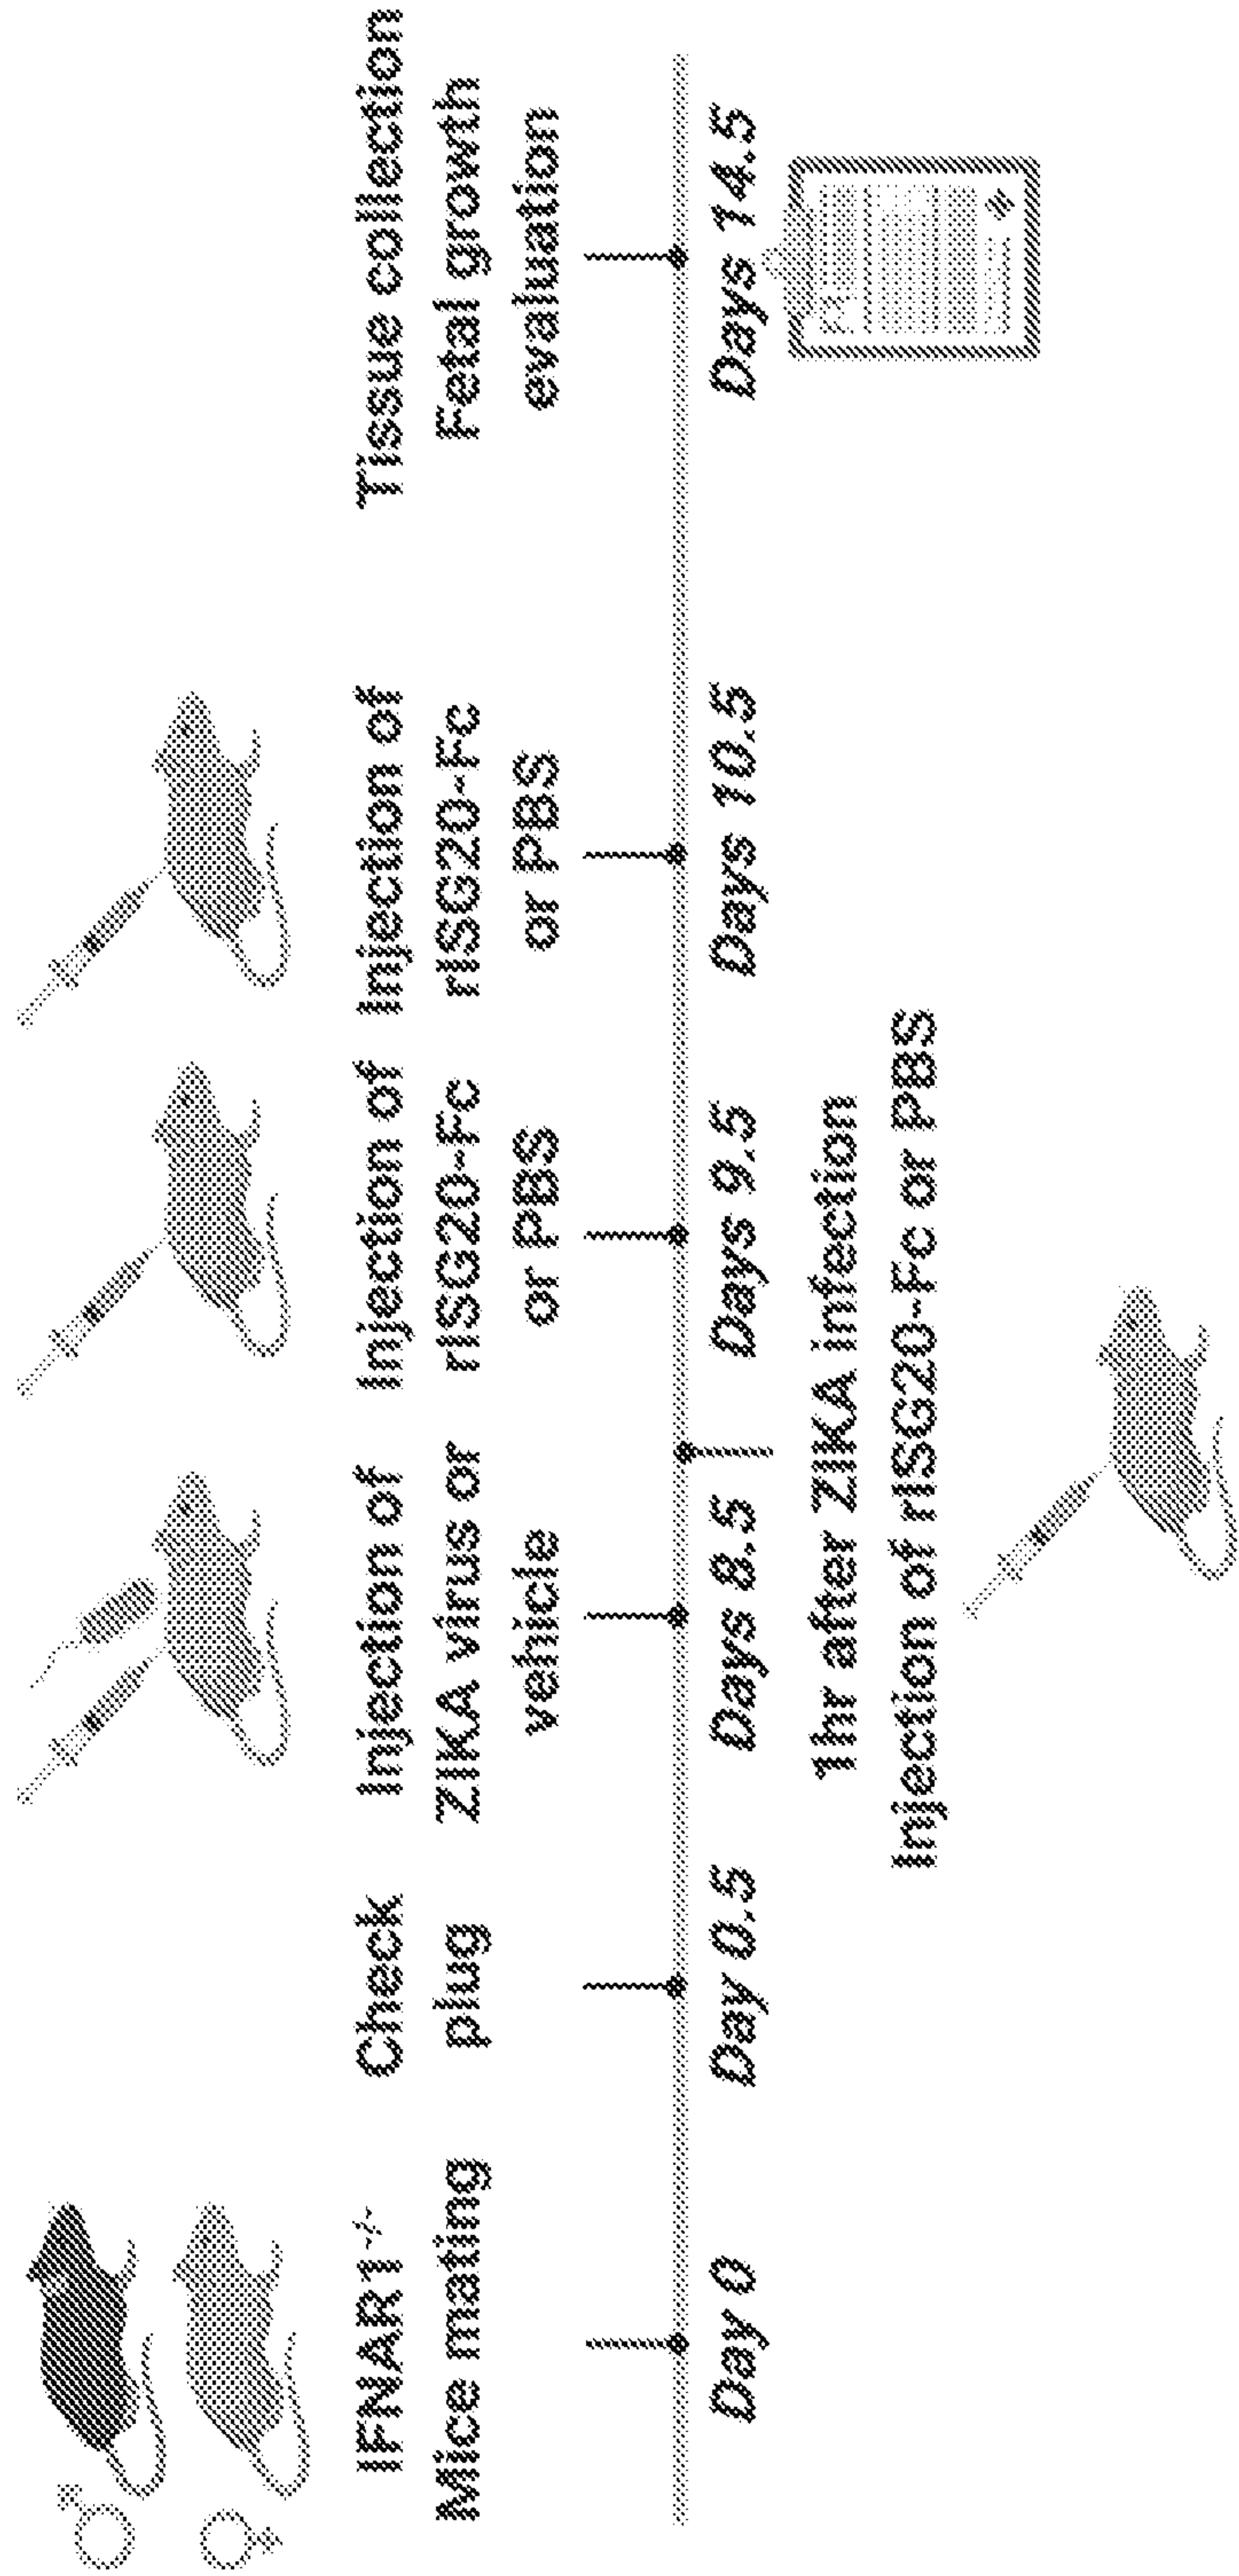 IFNAR1-/-
Mice mating
Check
plug
Injection of
ZIKA virus or
vehicle
Injection of
rISG20-Fc
or PBS
Injection of
rISG20-Fc
or PBS
Tissue collection
Fetal growth
evaluation
Day 0
Day 0.5
Days 8.5
Days 9.5
Days 10.5
Days 14.5
1hr after ZIKA infection
Injection of rISG20-Fc or PBS